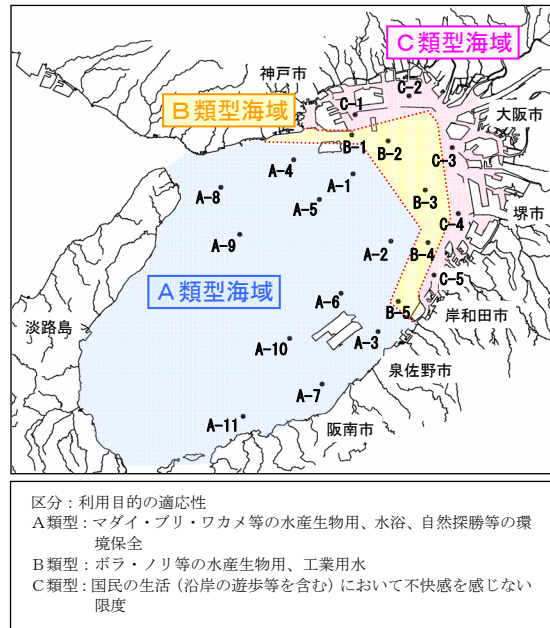 C類型海域
神戸市
C-2
C-1
B類型海域
大阪市
B-1
B-2
C-3
A-4
A-1
A-8
A-5
B-3
堺市
C-4
A-9
A-2
B-4
C-5
A類型海域
A-6
B-5
岸和田市
淡路島
A-3
A-10
泉佐野市
A-7
A-11
阪南市
区分：利用目的の適応性
A類型：マダイ・ブリ・ワカメ等の水産生物用、水浴、自然探勝等の環
境保全
B類型：ボラ・ノリ等の水産生物用、工業用水
C類型：国民の生活（沿岸の遊歩等を含む）において不快感を感じない
限度